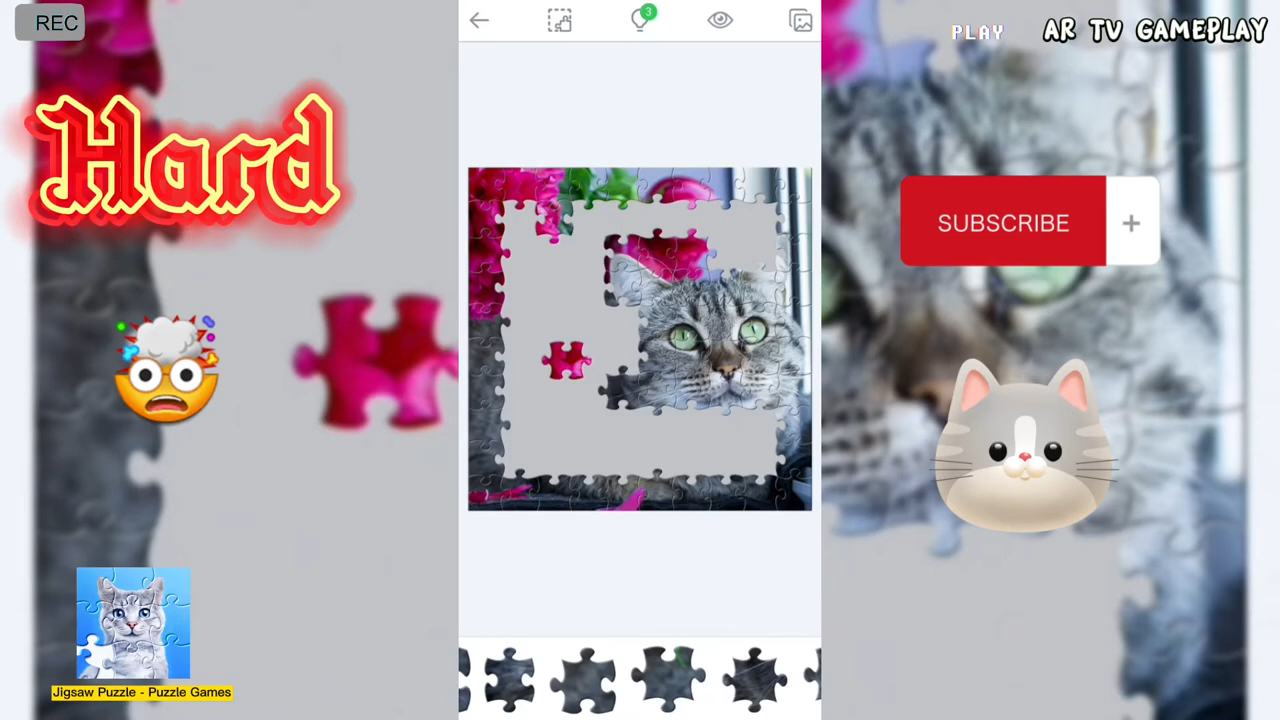 REC
3
PLAY
AR TV GAMEPLAY
Hard
SUBSCRIBE
+
Jigsaw Puzzle - Puzzle Games